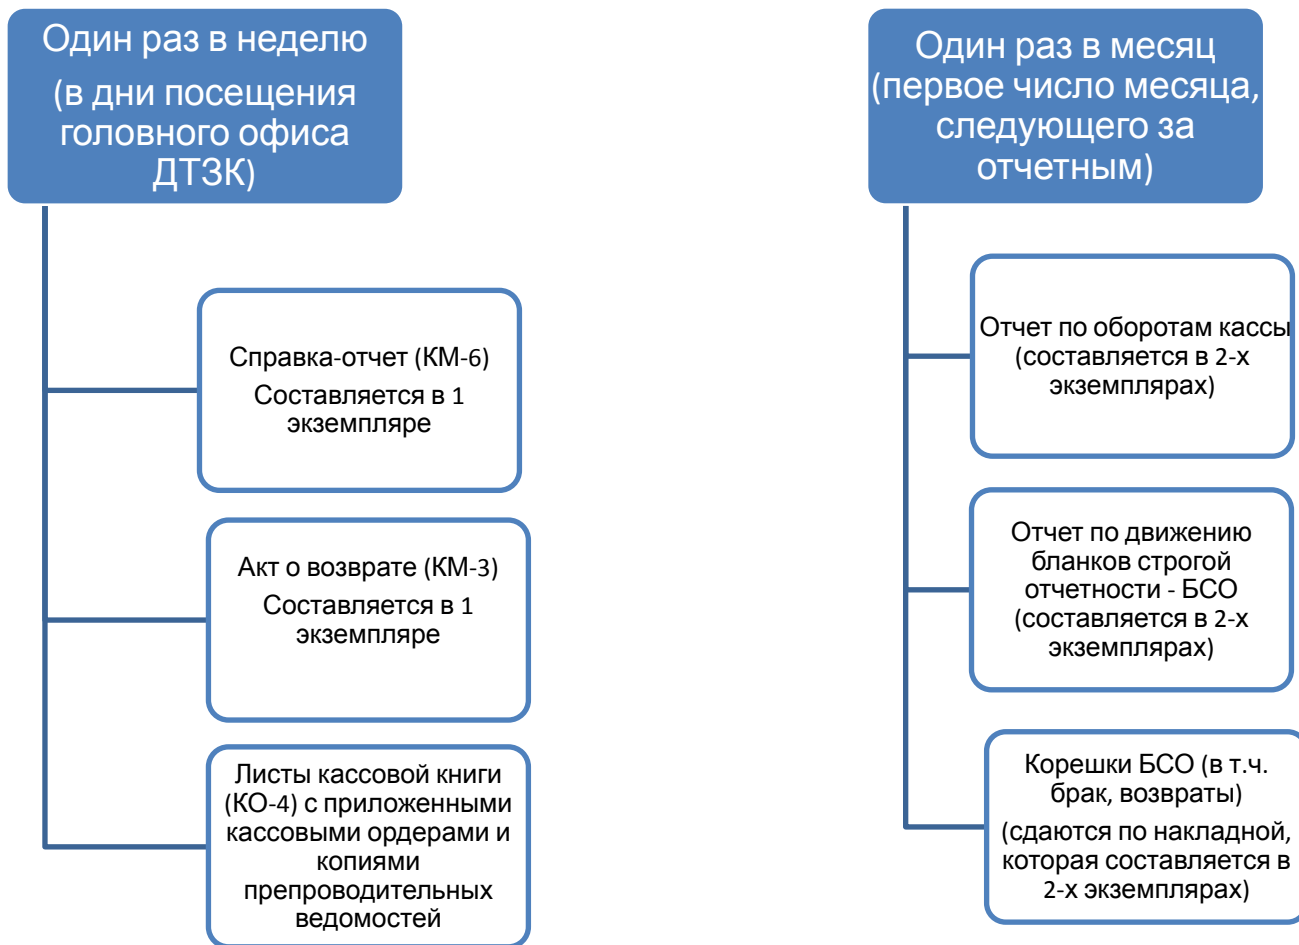 Один раз в неделю
(в дни посещения
головного офиса
ДТЗК)
Справка-отчет (КМ-6)
Составляется в 1
экземпляре
Акт о возврате (КМ-3)
Составляется в 1
экземпляре
Листы кассовой книги
(КО-4) с приложенными
кассовыми ордерами и
копиями
препроводительных
ведомостей
Один раз в месяц
(первое число месяца,
следующего за
отчетным)
Отчет по оборотам кассы
(составляется в 2-х
экземплярах)
Отчет по движению
бланков строгой
отчетности - БСО
(составляется в 2-х
экземплярах)
Корешки БСО (в т.ч.
брак, возвраты)
(сдаются по накладной,
которая составляется в
2-х экземплярах)